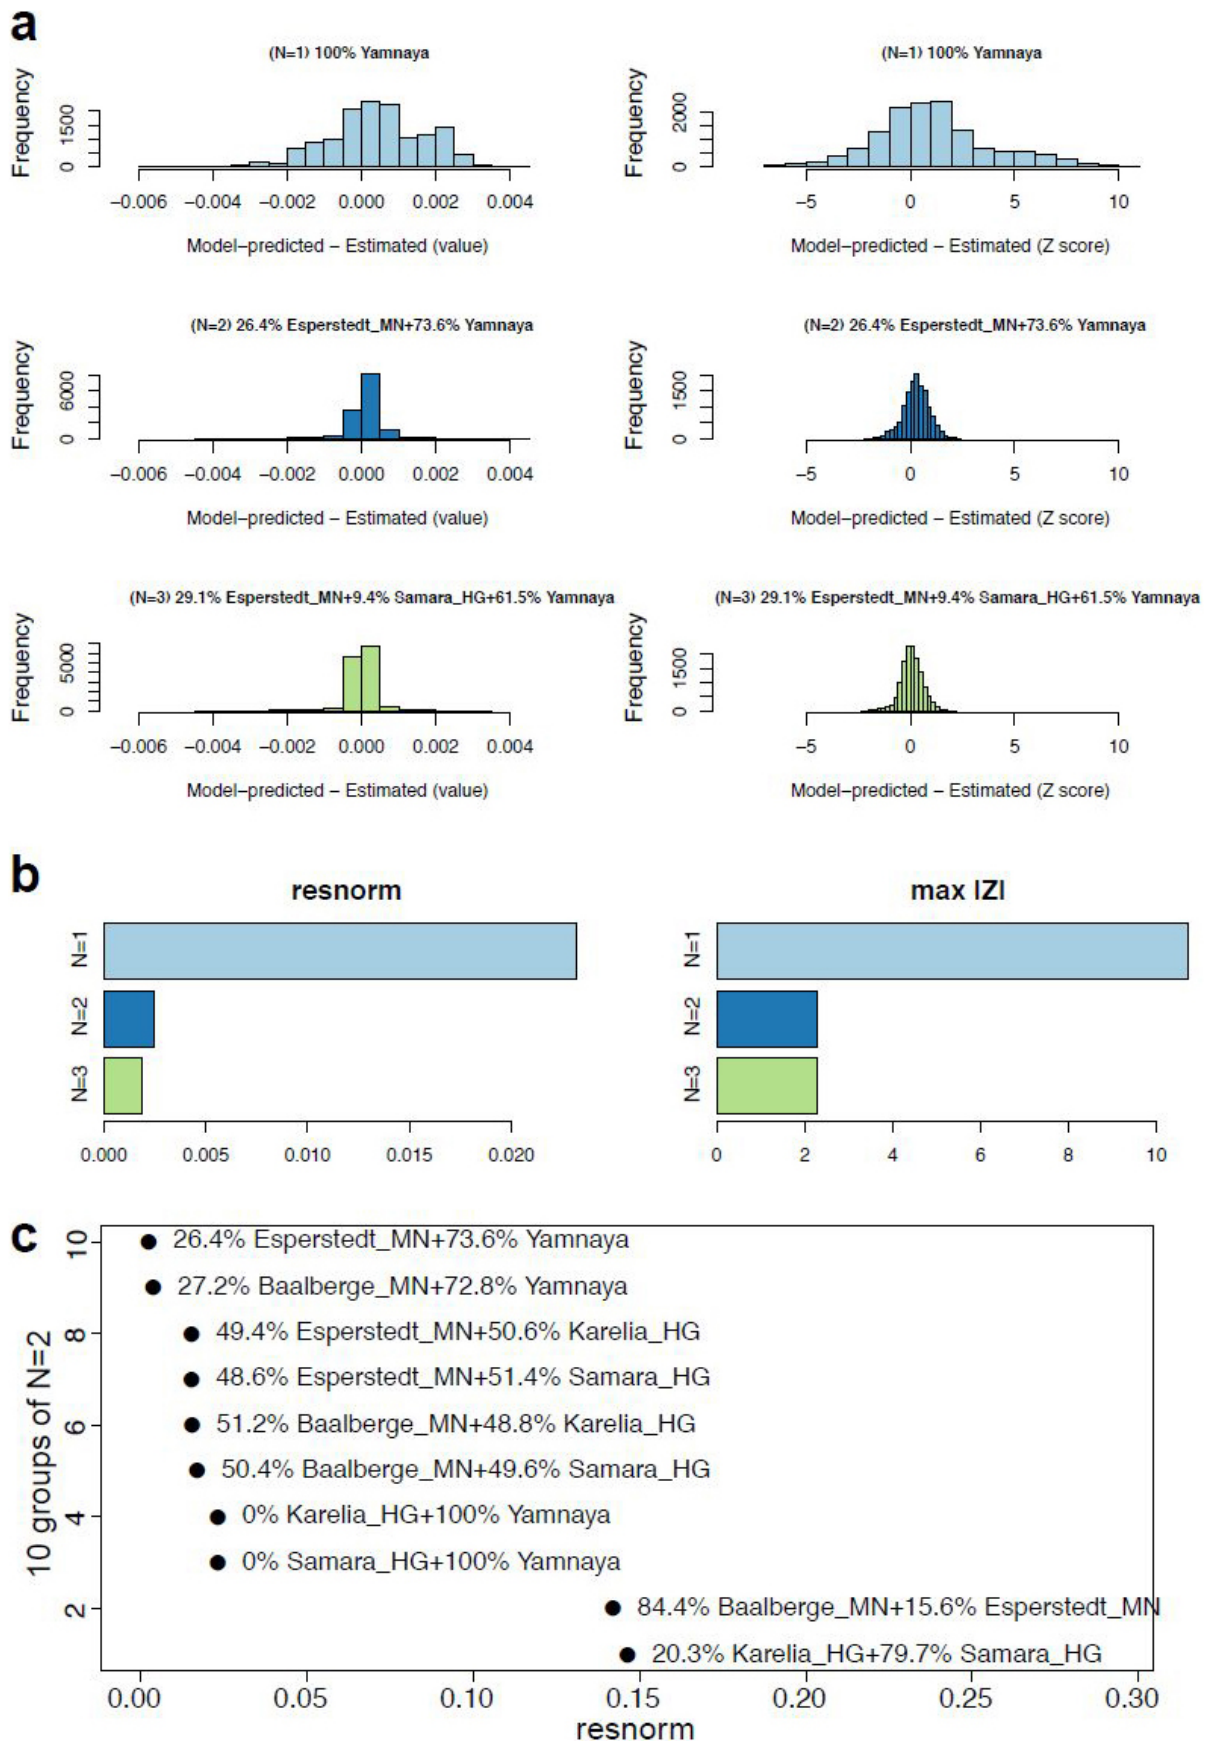 a
(N=1) 100% Yamnaya
Frequency
0 1500
−0.006 −0.004 −0.002 0.000 0.002 0.004
Model−predicted − Estimated (value)
(N=1) 100% Yamnaya
Frequency
0 2000
−5 0 5 10
Model−predicted − Estimated (Z score)
(N=2) 26.4% Esperstedt_MN+73.6% Yamnaya
Frequency
0 6000
−0.006 −0.004 −0.002 0.000 0.002 0.004
Model−predicted − Estimated (value)
(N=2) 26.4% Esperstedt_MN+73.6% Yamnaya
Frequency
0 1500
−5 0 5 10
Model−predicted − Estimated (Z score)
(N=3) 29.1% Esperstedt_MN+9.4% Samara_HG+61.5% Yamnaya
Frequency
0 5000
−0.006 −0.004 −0.002 0.000 0.002 0.004
Model−predicted − Estimated (value)
(N=3) 29.1% Esperstedt_MN+9.4% Samara_HG+61.5% Yamnaya
Frequency
0 1500
−5 0 5 10
Model−predicted − Estimated (Z score)
b
resnorm
N=1
N=2
N=3
0.000 0.005 0.010 0.015 0.020
max |Z|
N=1
N=2
N=3
0 2 4 6 8 10
c
10 groups of N=2
10
8
6
4
2
26.4% Esperstedt_MN+73.6% Yamnaya
27.2% Baalberge_MN+72.8% Yamnaya
49.4% Esperstedt_MN+50.6% Karelia_HG
48.6% Esperstedt_MN+51.4% Samara_HG
51.2% Baalberge_MN+48.8% Karelia_HG
50.4% Baalberge_MN+49.6% Samara_HG
0% Karelia_HG+100% Yamnaya
0% Samara_HG+100% Yamnaya
84.4% Baalberge_MN+15.6% Esperstedt_MN
20.3% Karelia_HG+79.7% Samara_HG
0.00 0.05 0.10 0.15 0.20 0.25 0.30
resnorm